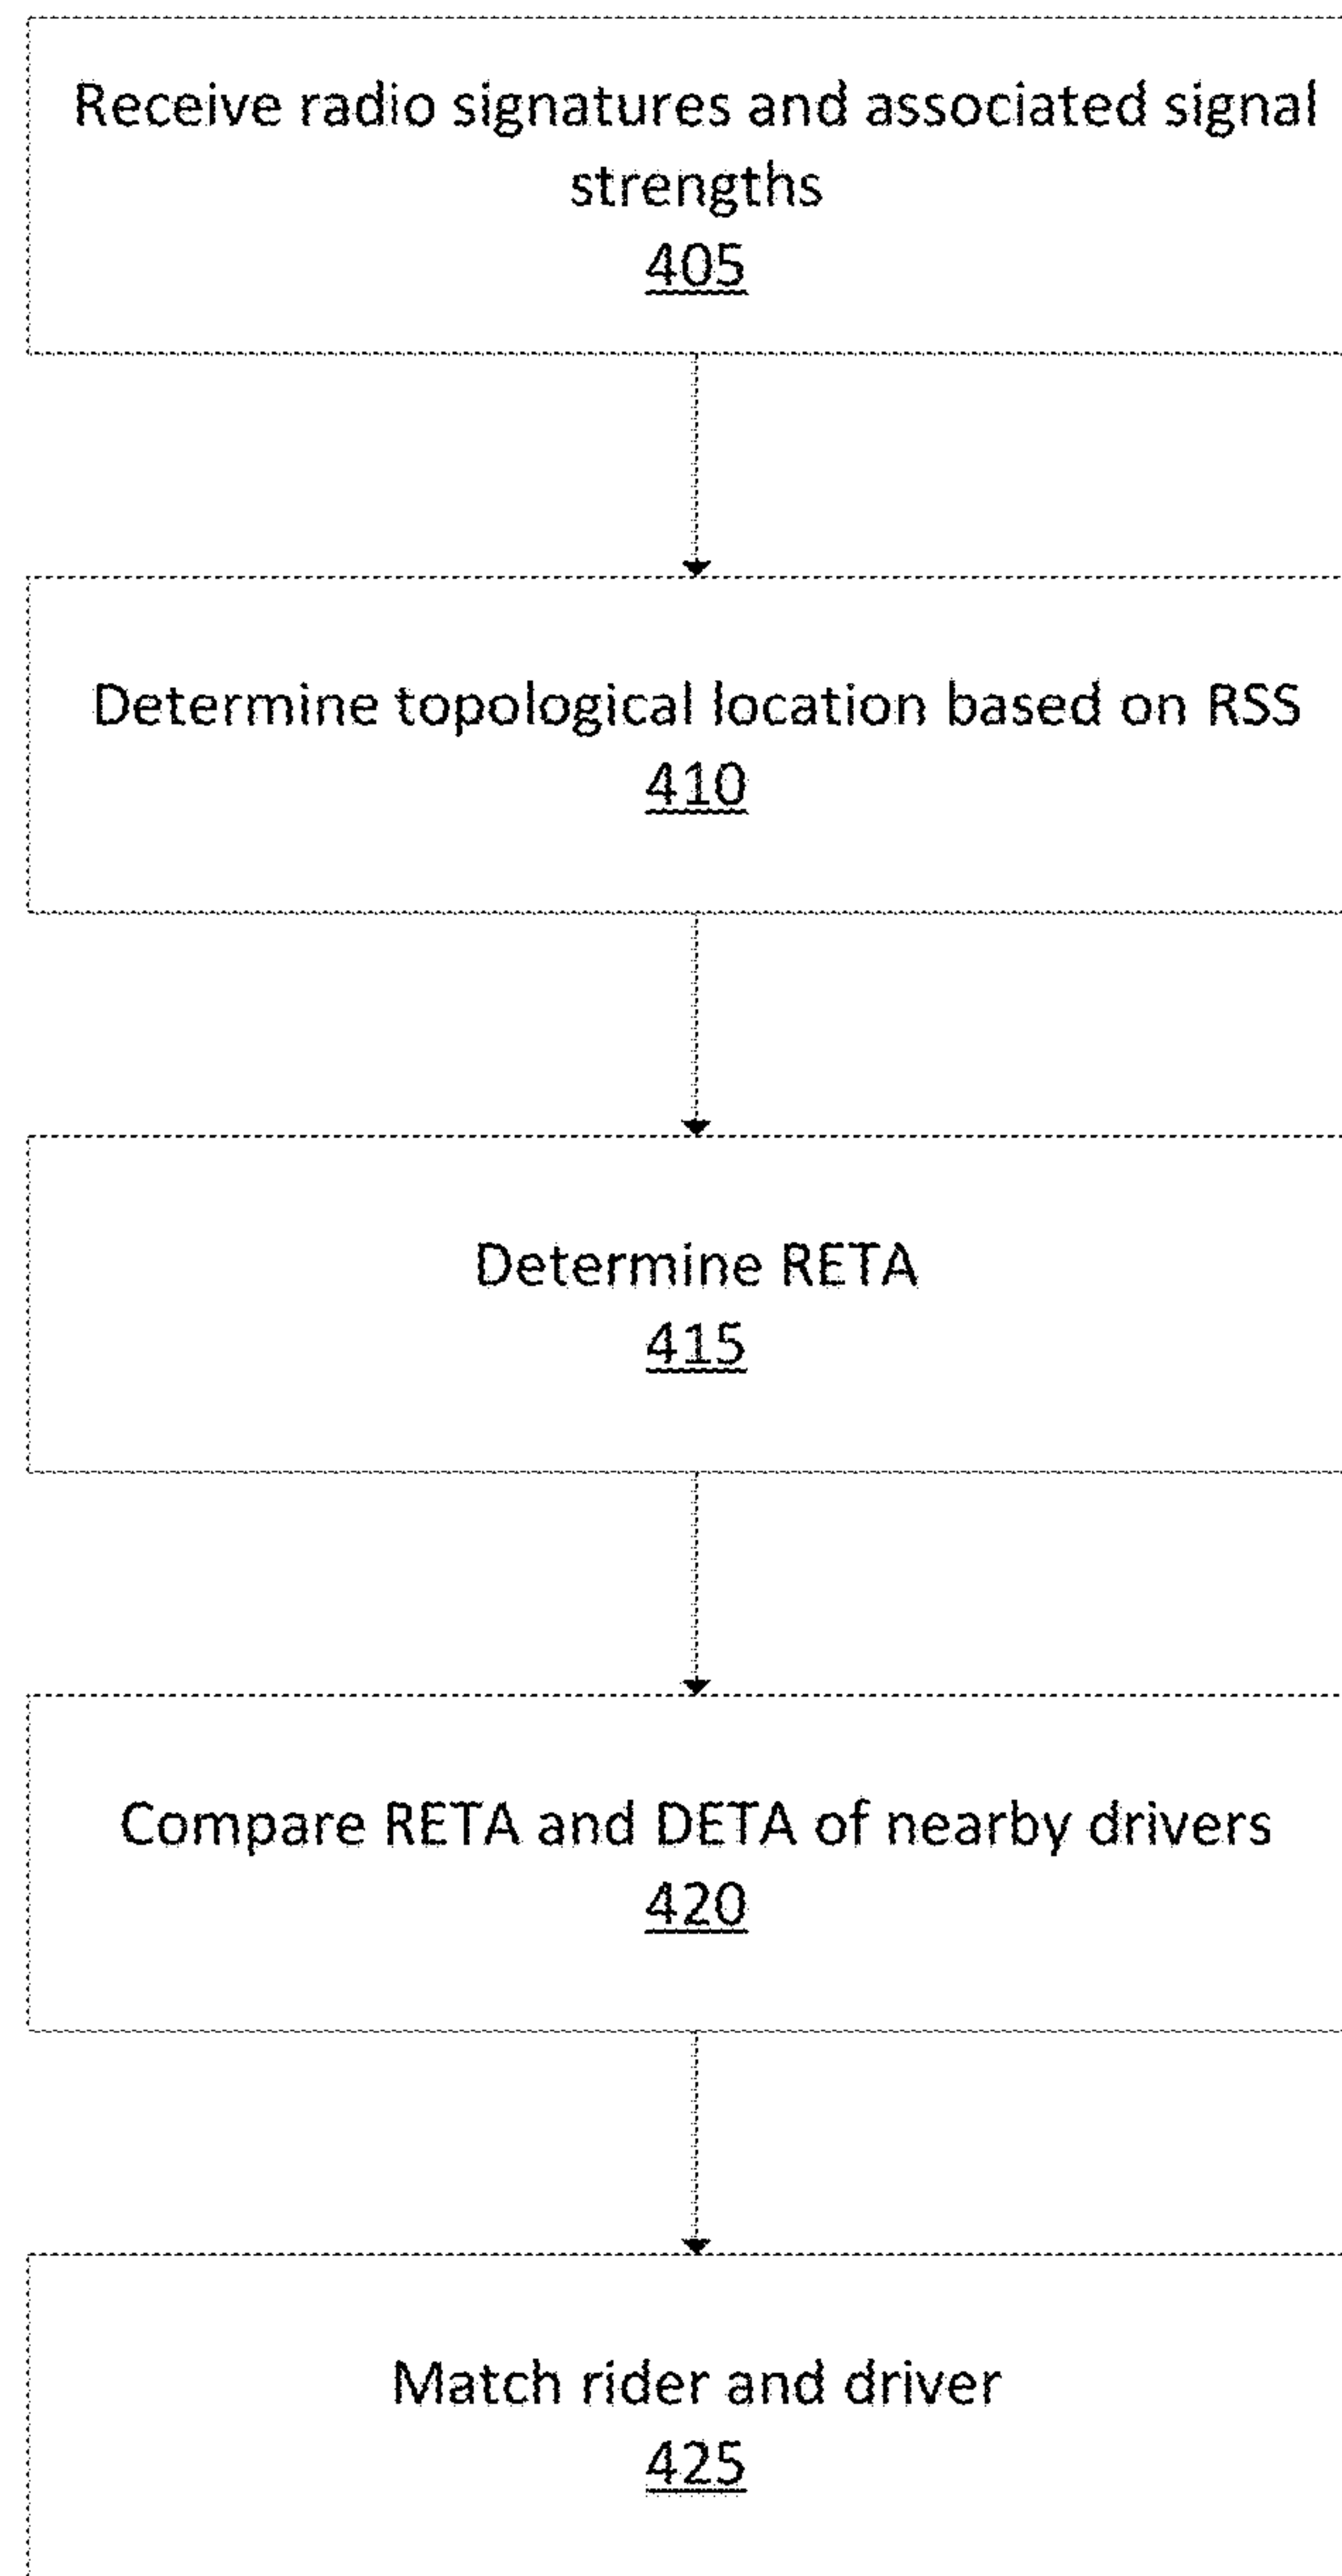 Receive radio signatures and associated signal
strengths
405
Determine topological location based on RSS
410
Determine RETA
415
Compare RETA and DETA of nearby drivers
420
Match rider and driver
425